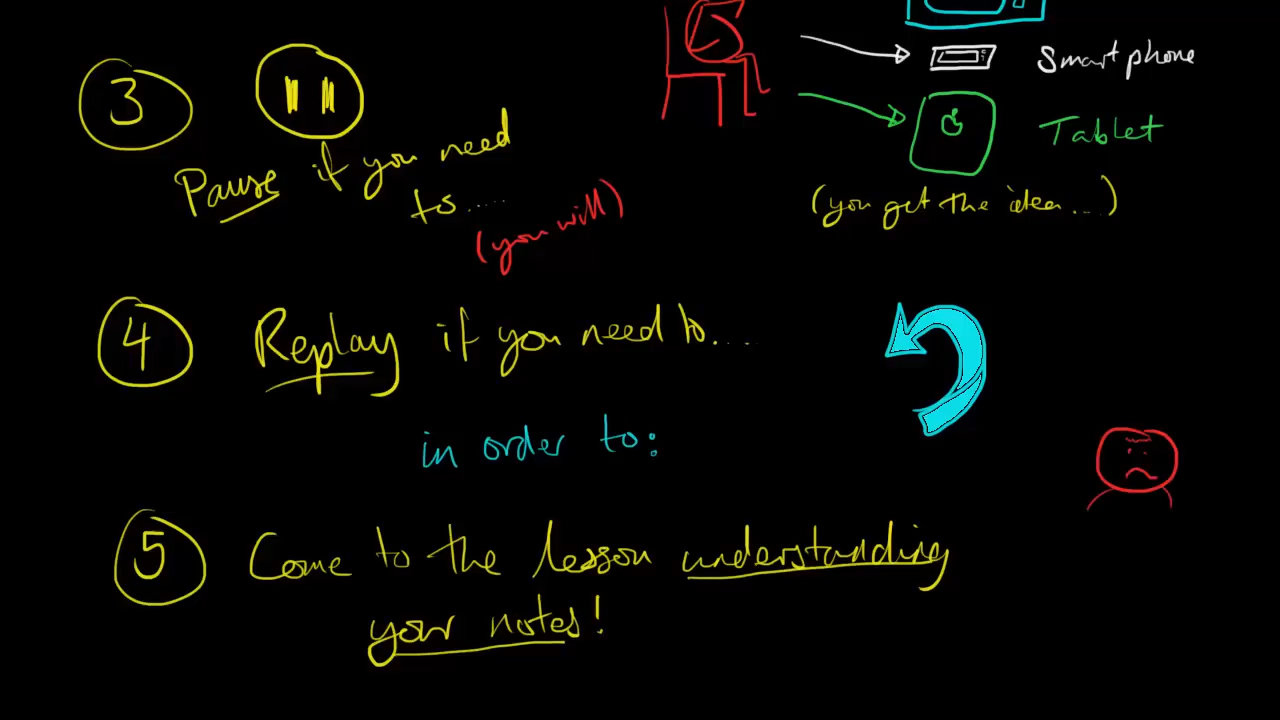 3
Pause if you need
to.....
(you will)
Smart phone
Tablet
(you get the idea...)
4 Replay if you need to....
in order to:
5 Come to the lesson understanding
your notes!